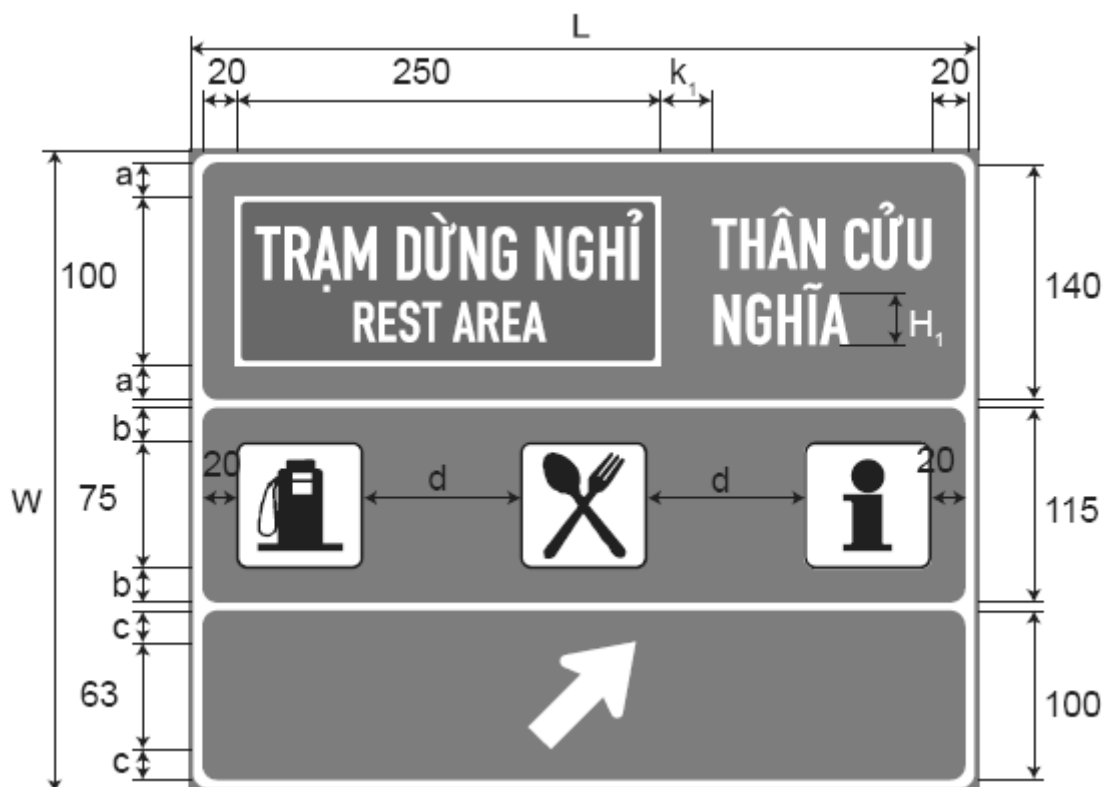 L
20 250 k₁ 20
a
TRẠM DỪNG NGHỈ
REST AREA
THÂN CỬU
NGHĨA
100
H₁
140
a
b
W
75
20
d
d
20
115
b
c
63
100
c